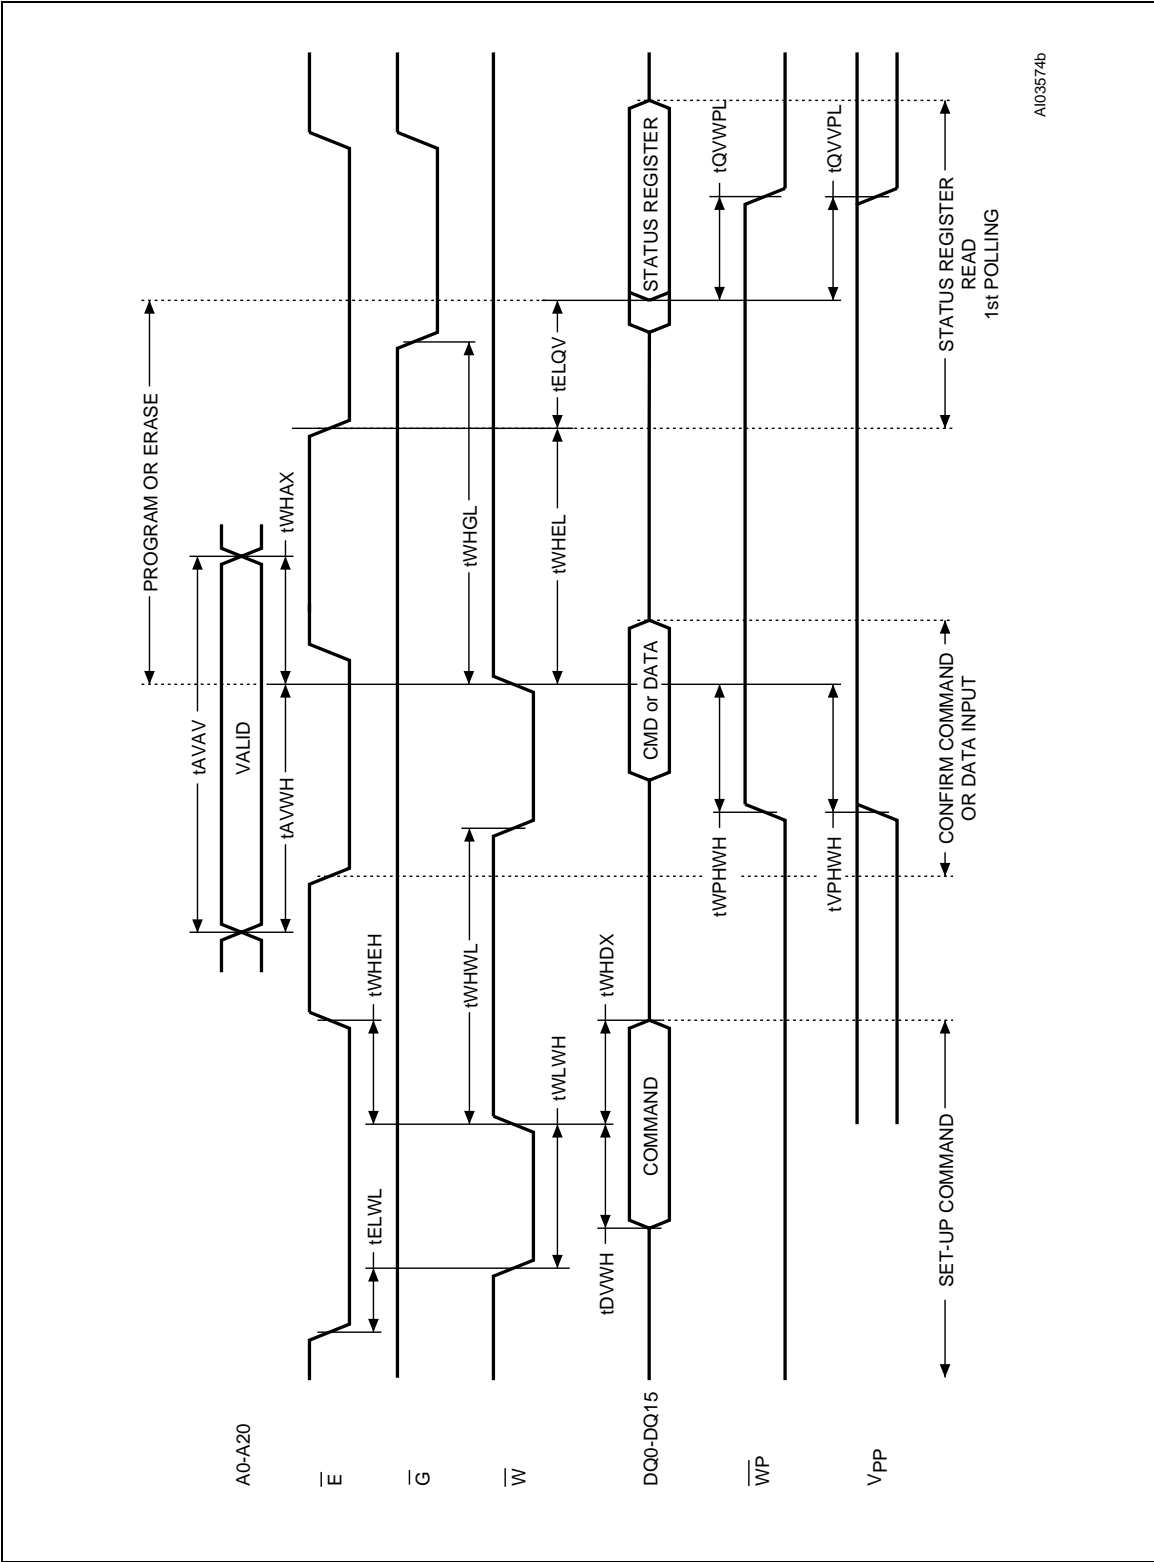 PROGRAM OR ERASE
tAVAV
A0-A20
VALID
tAVWH
tWHAX
E
tELWL
tWHEH
G
tWHWL
tWHGL
W
tWLWH
tWHEL
tELQV
tDVWH
tWHDX
DQ0-DQ15
COMMAND
CMD or DATA
STATUS REGISTER
tWPHWH
tQVWPL
WP
tVPHWH
tQVVPL
VPP
SET-UP COMMAND
CONFIRM COMMAND
OR DATA INPUT
STATUS REGISTER
READ
1st POLLING
AI03574b